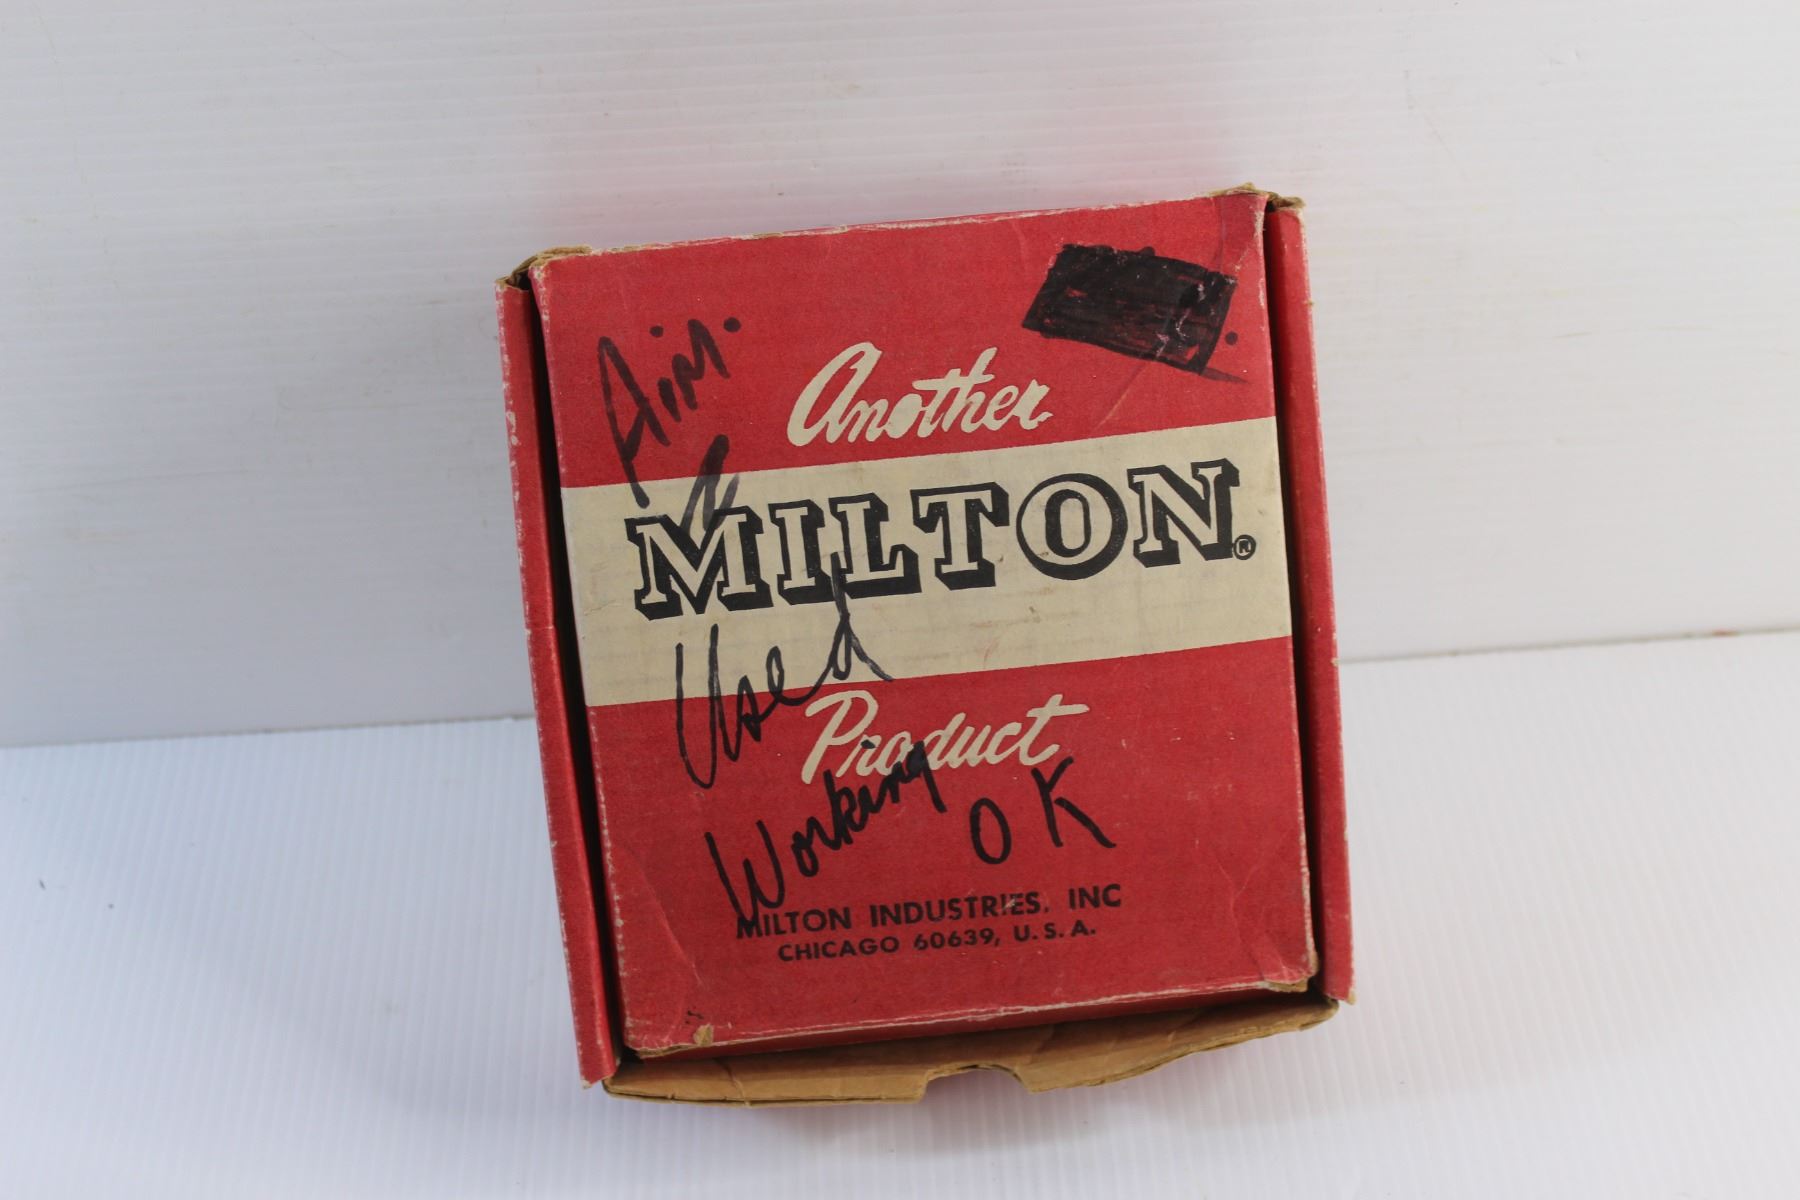 Air.
Another
MILTON®
Used
Product
Working OK
MILTON INDUSTRIES, INC
CHICAGO 60639, U.S.A.